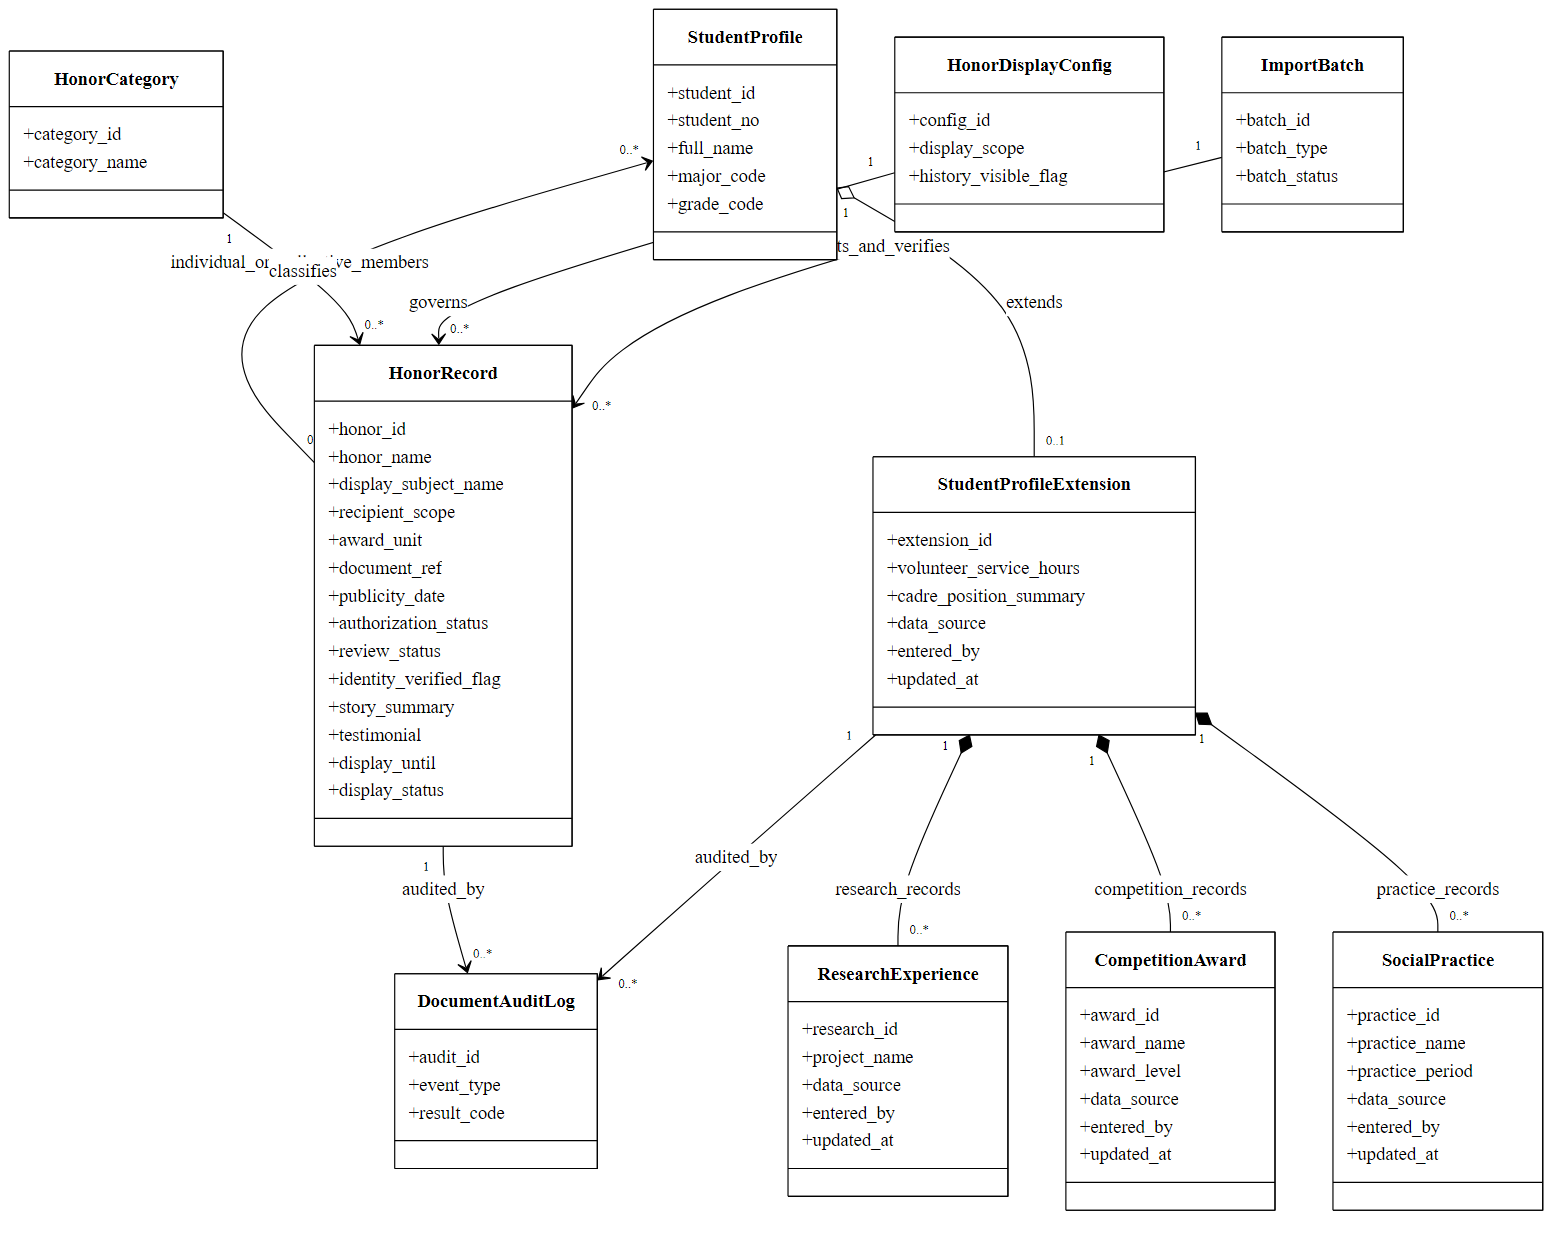 HonorCategory
+category_id
+category_name
StudentProfile
+student_id
+student_no
+full_name
+major_code
+grade_code
HonorDisplayConfig
+config_id
+display_scope
+history_visible_flag
ImportBatch
+batch_id
+batch_type
+batch_status
0..*
1
1
1
1
classifies
governs
extends
0..*
0..*
0..*
0..1
HonorRecord
+honor_id
+honor_name
+display_subject_name
+recipient_scope
+award_unit
+document_ref
+publicity_date
+authorization_status
+review_status
+identity_verified_flag
+story_summary
+testimonial
+display_until
+display_status
StudentProfileExtension
+extension_id
+volunteer_service_hours
+cadre_position_summary
+data_source
+entered_by
+updated_at
1
1
1
1
1
audited_by
audited_by
research_records
competition_records
practice_records
0..*
0..*
0..*
0..*
0..*
DocumentAuditLog
+audit_id
+event_type
+result_code
ResearchExperience
+research_id
+project_name
+data_source
+entered_by
+updated_at
CompetitionAward
+award_id
+award_name
+award_level
+data_source
+entered_by
+updated_at
SocialPractice
+practice_id
+practice_name
+practice_period
+data_source
+entered_by
+updated_at